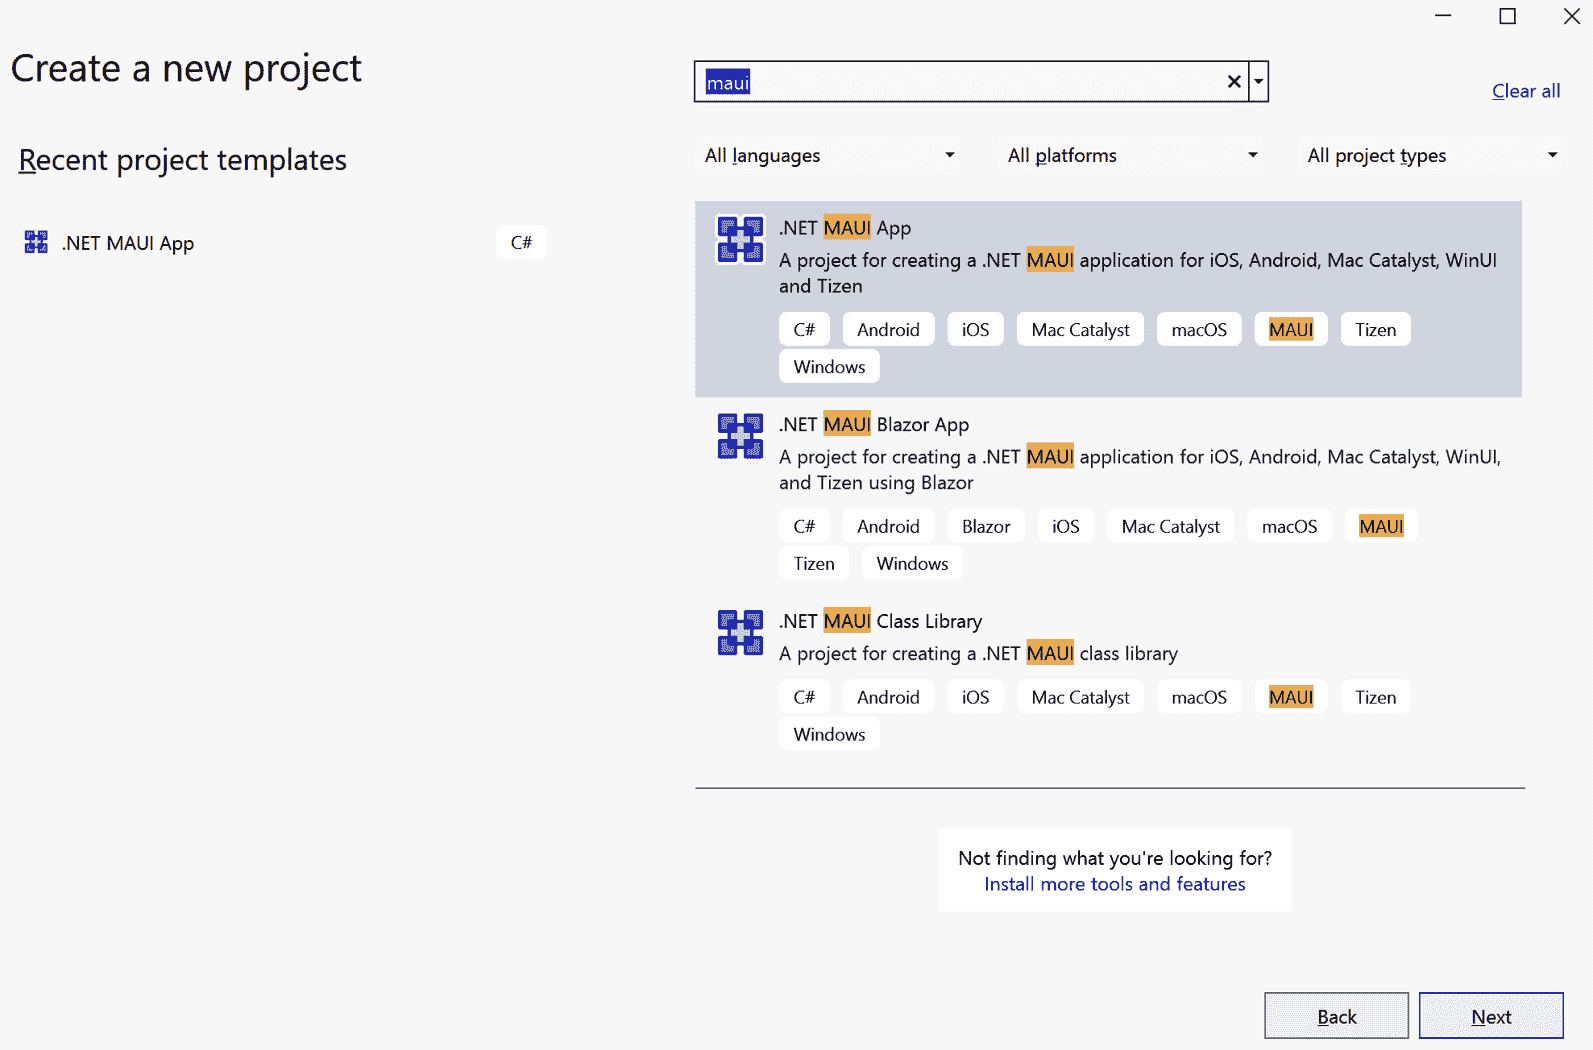 Create a new project
maui
Clear all
Recent project templates
All languages
All platforms
All project types
.NET MAUI App
C#
.NET MAUI App
A project for creating a .NET MAUI application for iOS, Android, Mac Catalyst, WinUI
and Tizen
C# Android iOS Mac Catalyst macOS MAUI Tizen
Windows
.NET MAUI Blazor App
A project for creating a .NET MAUI application for iOS, Android, Mac Catalyst, WinUI,
and Tizen using Blazor
C# Android Blazor iOS Mac Catalyst macOS MAUI
Tizen Windows
.NET MAUI Class Library
A project for creating a .NET MAUI class library
C# Android iOS Mac Catalyst macOS MAUI Tizen
Windows
Not finding what you're looking for?
Install more tools and features
Back
Next